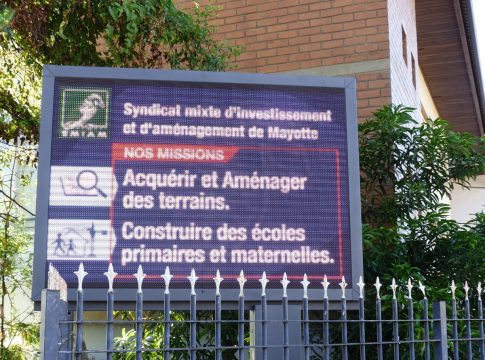 Syndicat mixte d'investissement
et d'aménagement de Mayotte
NOS MISSIONS
Acquérir et Aménager
des terrains.
Construire des écoles
primaires et maternelles.